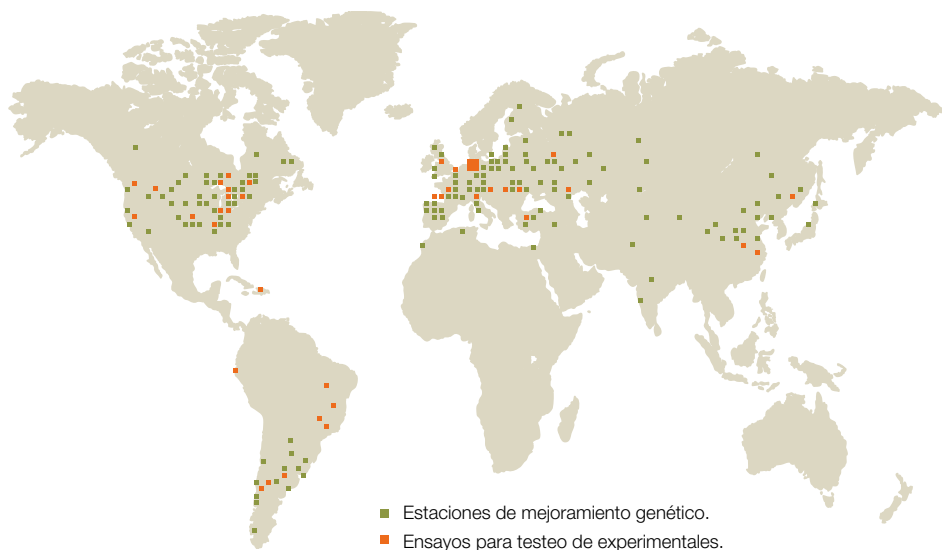 Estaciones de mejoramiento genético.
Ensayos para testeo de experimentales.